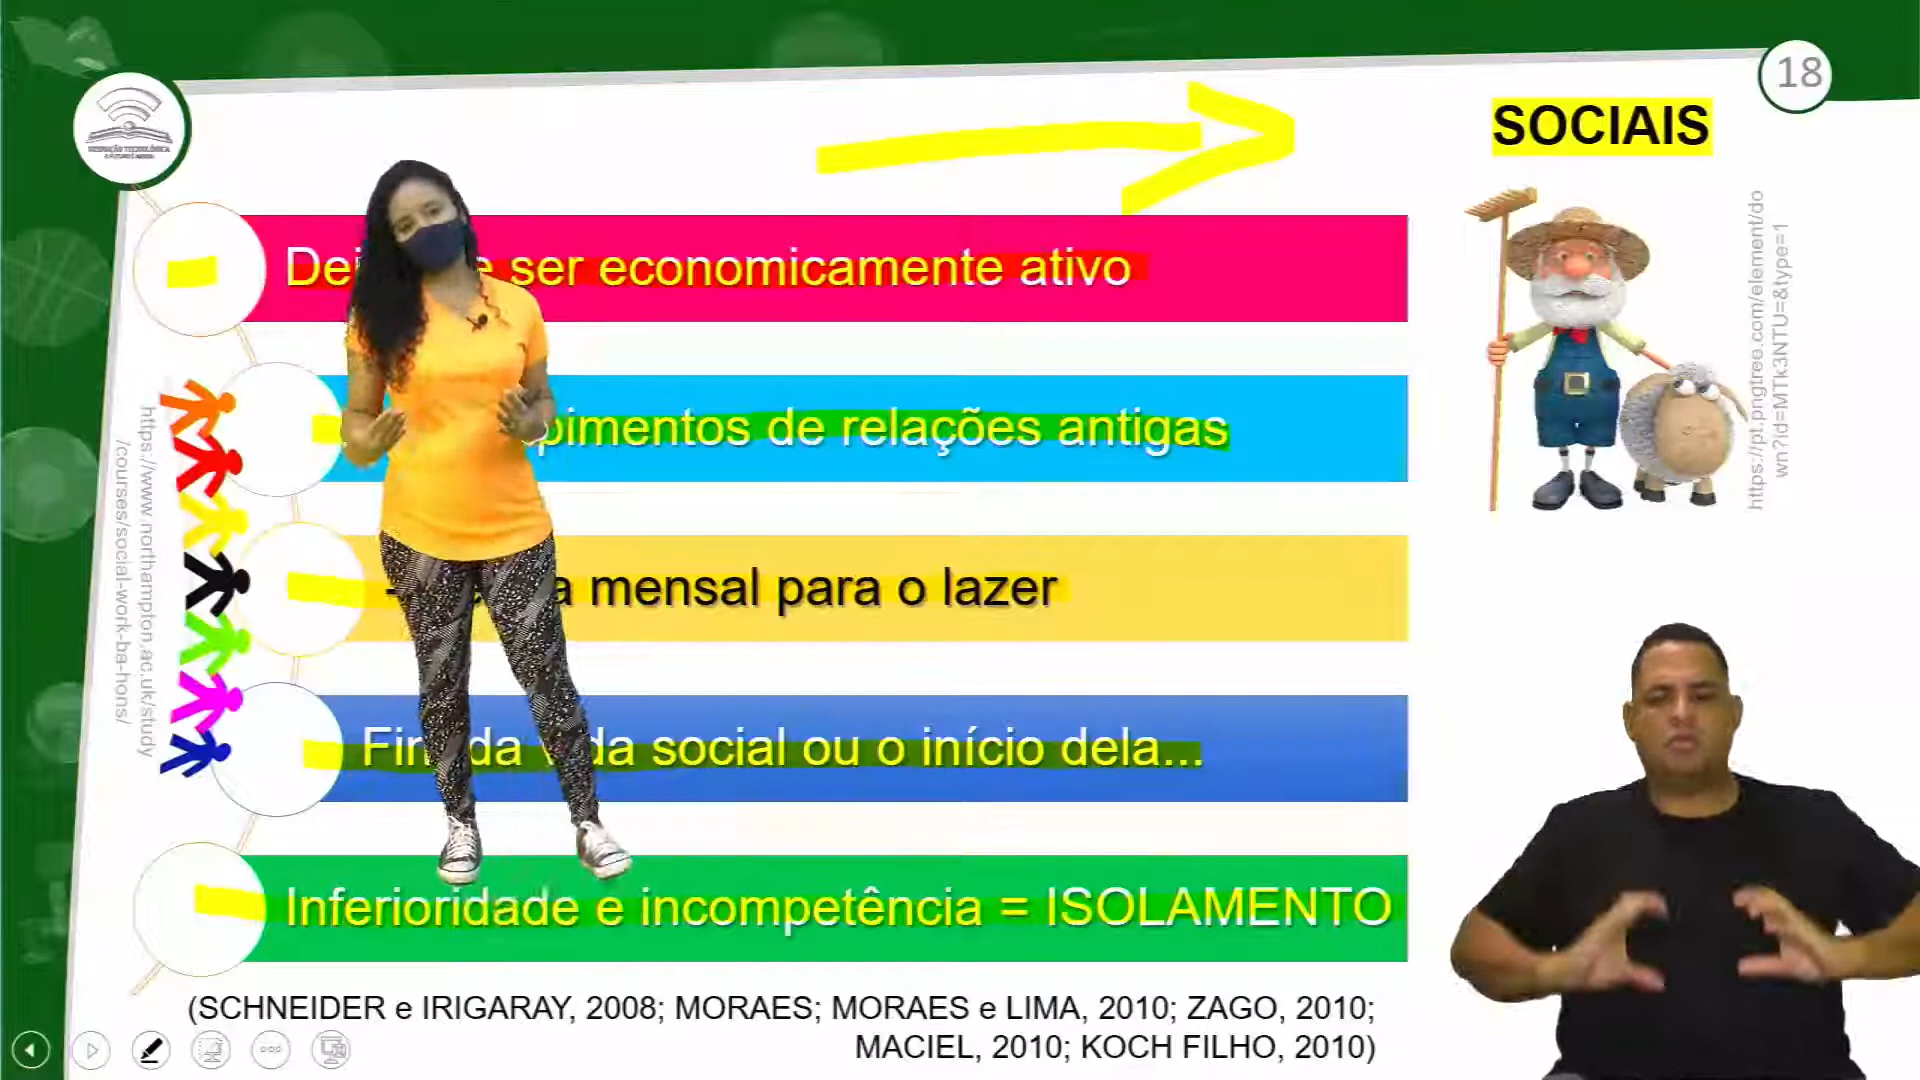 18
SOCIAIS
ser economicamente ativo
de relações antigas
mensal para o lazer
da social ou o início dela...
Inferioridade e incompetência = ISOLAMENTO
(SCHNEIDER e IRIGARAY, 2008; MORAES; MORAES e LIMA, 2010; ZAGO, 2010;
MACIEL, 2010; KOCH FILHO, 2010)
https://www.northampton.ac.uk/study
/courses/social-work-ba-hons/
https://pt.pngtree.com/element/do
wn?id=MTk3NTU=&type=1